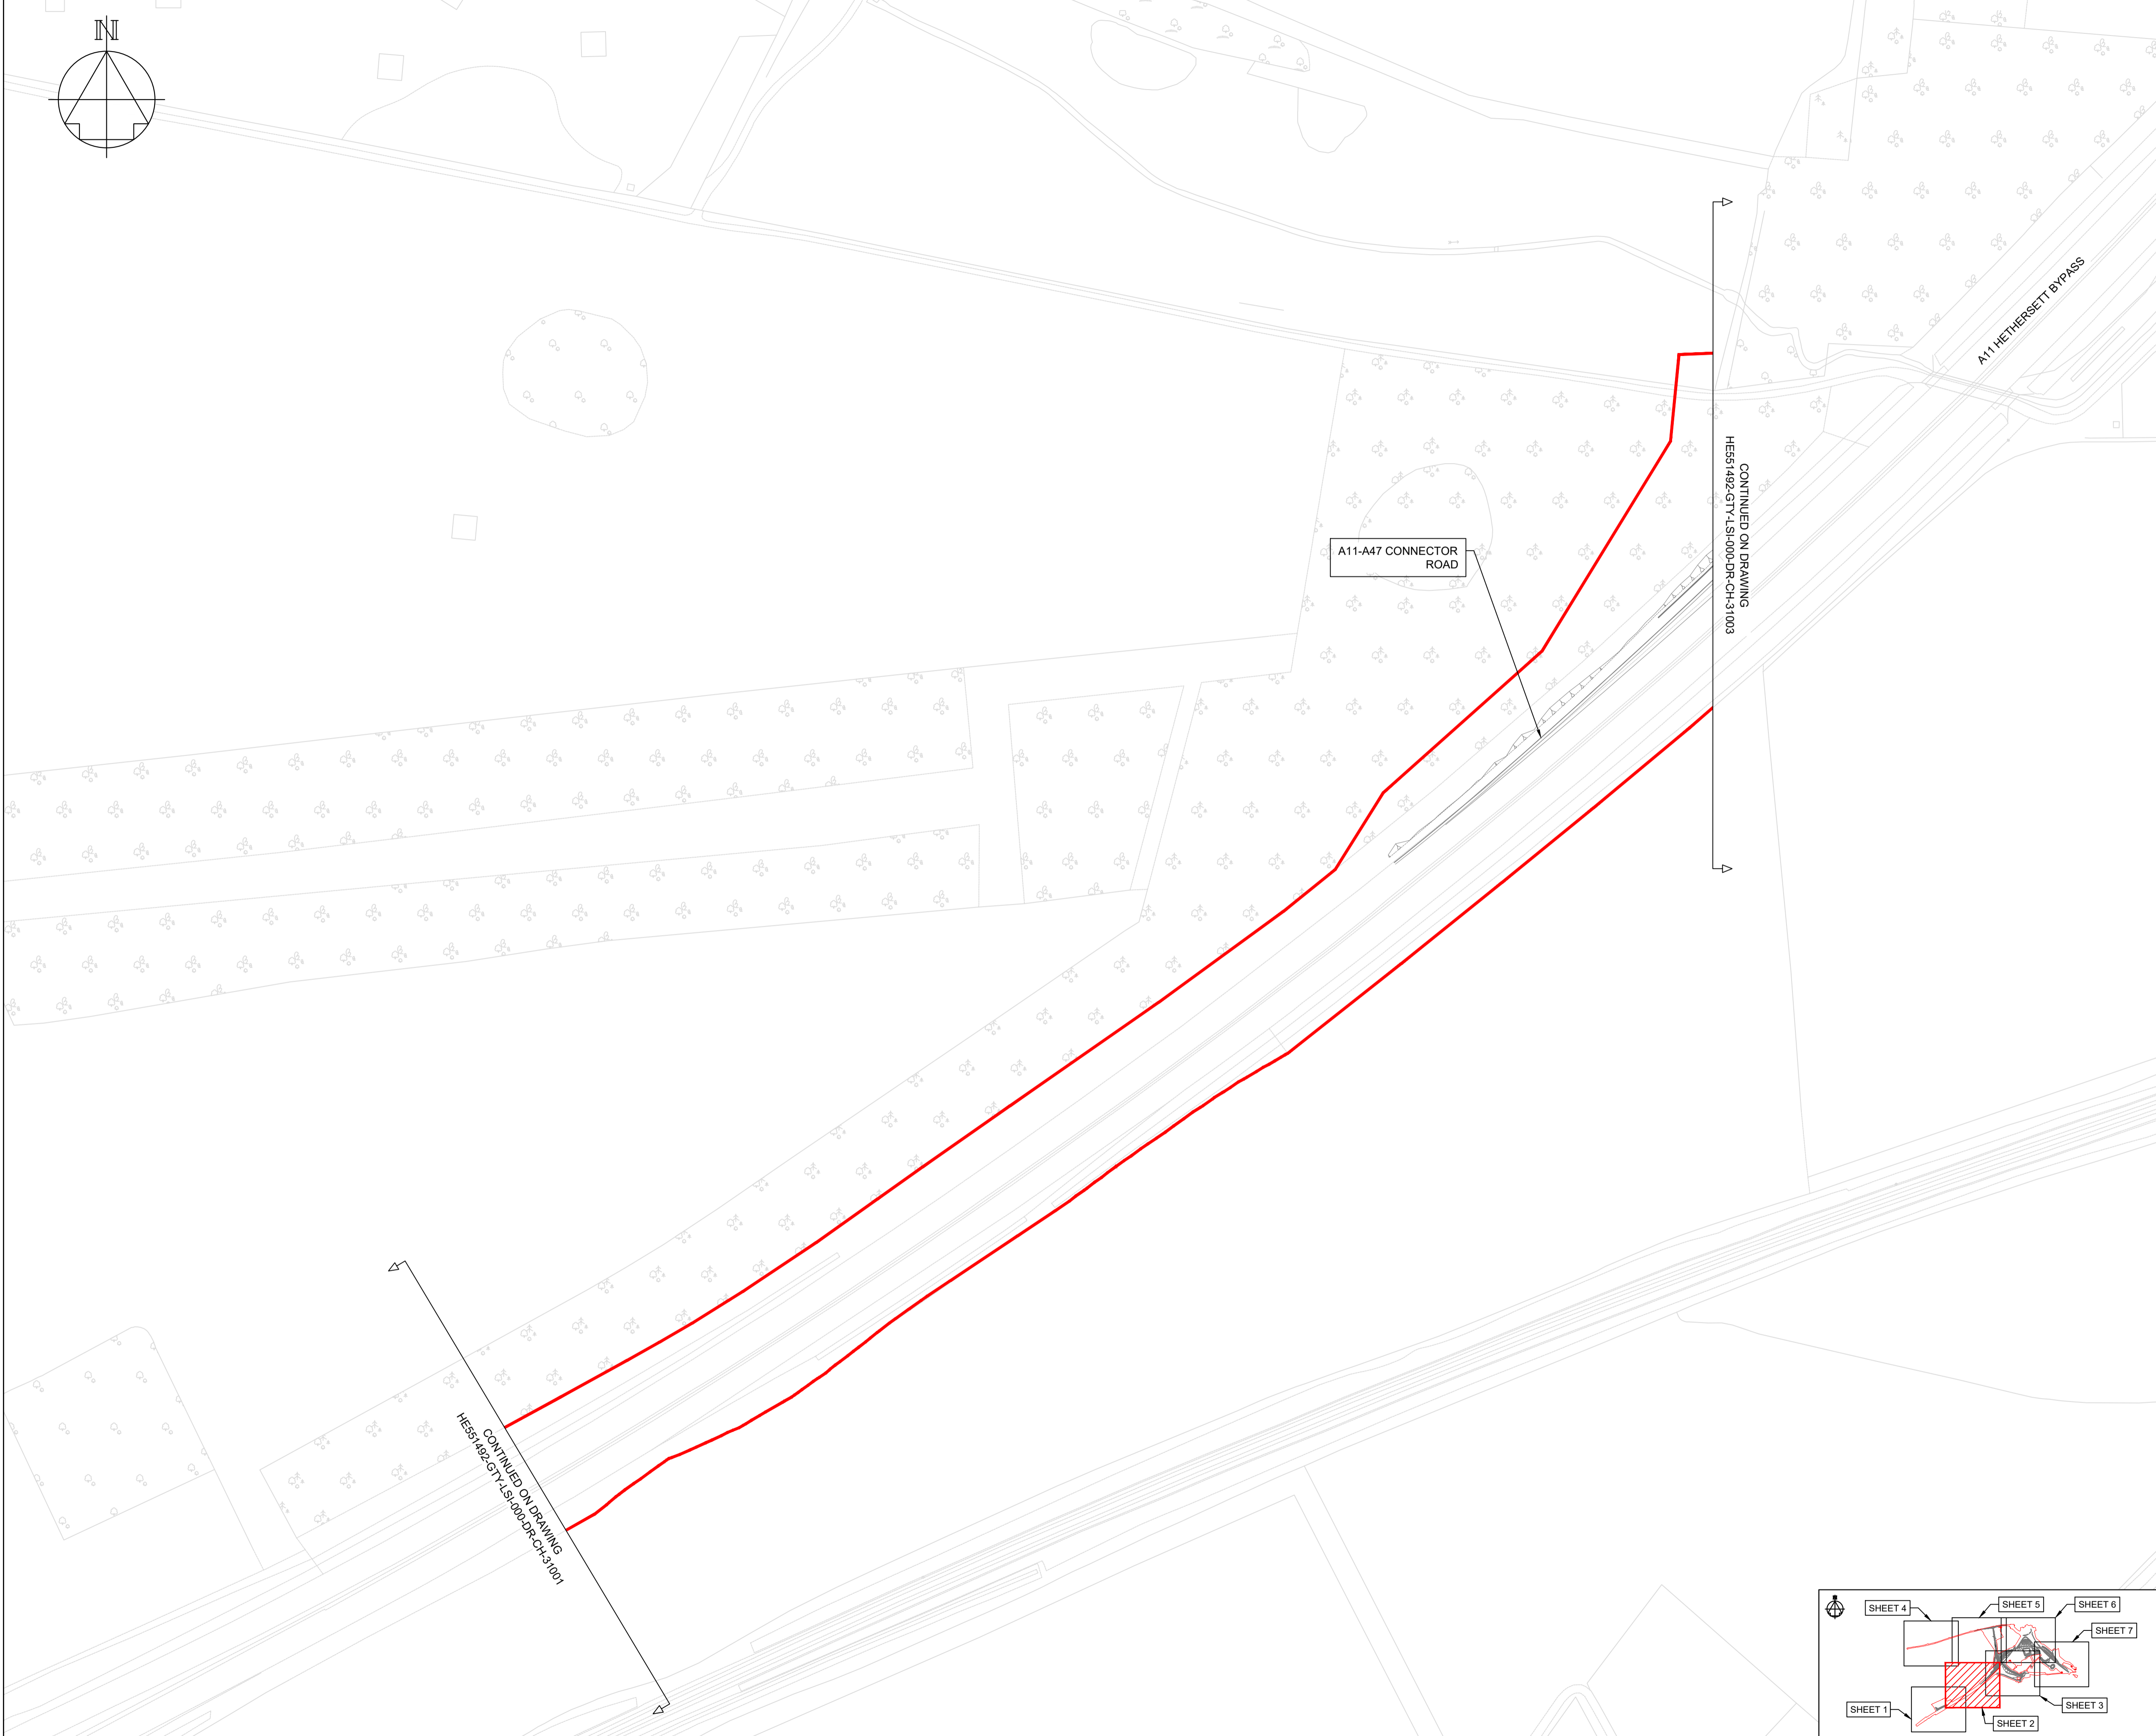 N
A11 HETHERSETT BYPASS
CONTINUED ON DRAWING
HE551492-GTY-LSI-000-DR-CH-31003
A11-A47 CONNECTOR
ROAD
CONTINUED ON DRAWING
HE551492-GTY-LSI-000-DR-CH-31001
SHEET 4
SHEET 5
SHEET 6
SHEET 7
SHEET 1
SHEET 2
SHEET 3